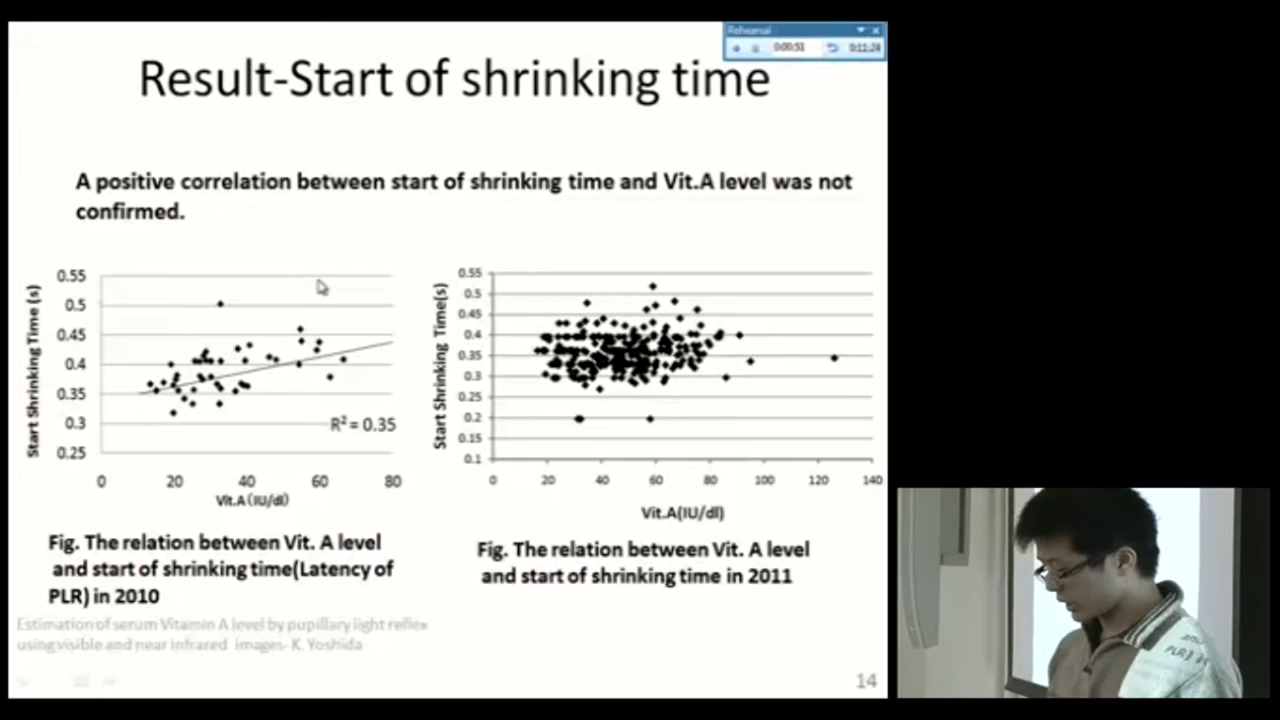 Rehearsal
0:00:51
0:11:24
Result-Start of shrinking time
A positive correlation between start of shrinking time and Vit.A level was not
confirmed.
Start Shrinking Time (s)
0.55
0.5
0.45
0.4
0.35
0.3
0.25
R² = 0.35
0
20
40
60
80
Vit.A(IU/dl)
Fig. The relation between Vit. A level
and start of shrinking time(Latency of
PLR) in 2010
Start Shrinking Time(s)
0.55
0.5
0.45
0.4
0.35
0.3
0.25
0.2
0.15
0.1
0
20
40
60
80
100
120
140
Vit.A(IU/dl)
Fig. The relation between Vit. A level
and start of shrinking time in 2011
Estimation of serum Vitamin A level by pupillary light reflex
using visible and near infrared images- K. Yoshida
14
PLR)